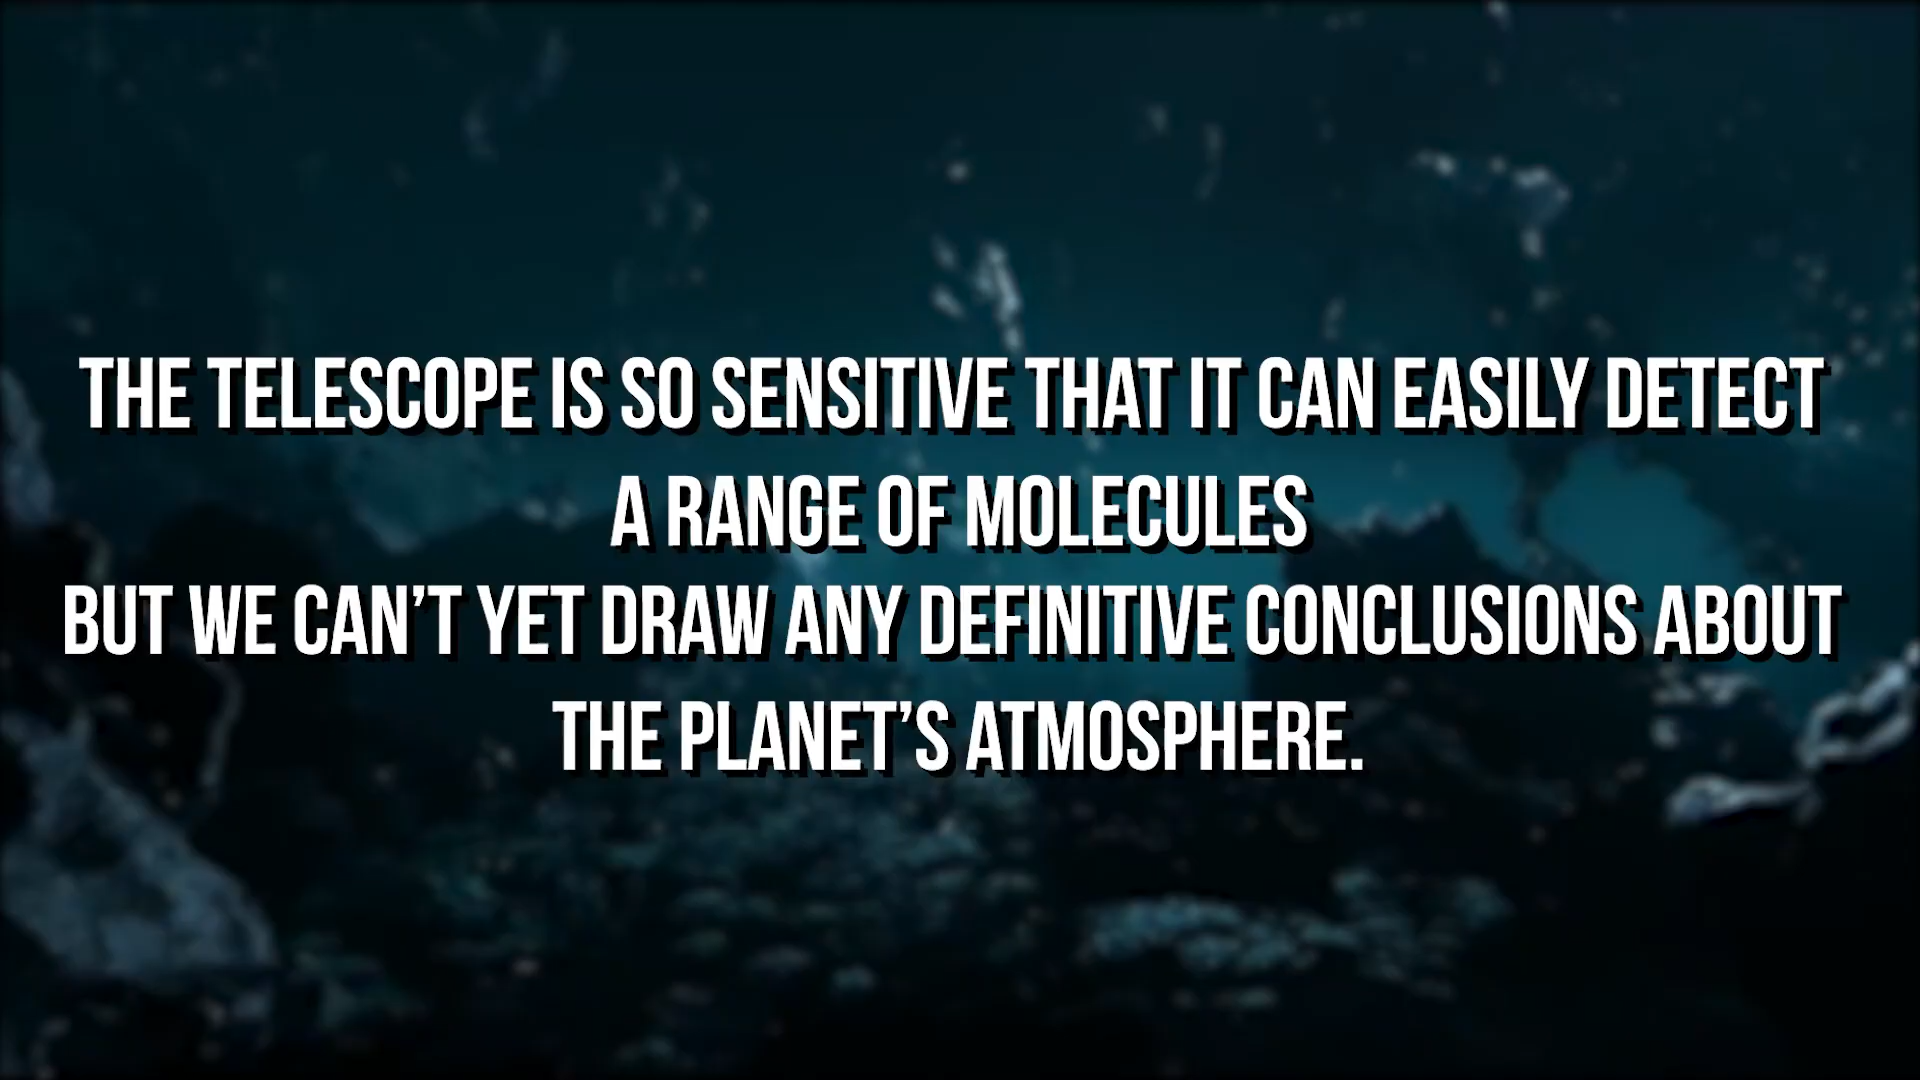 THE TELESCOPE IS SO SENSITIVE THAT IT CAN EASILY DETECT
A RANGE OF MOLECULES
BUT WE CAN’T YET DRAW ANY DEFINITIVE CONCLUSIONS ABOUT
THE PLANET’S ATMOSPHERE.